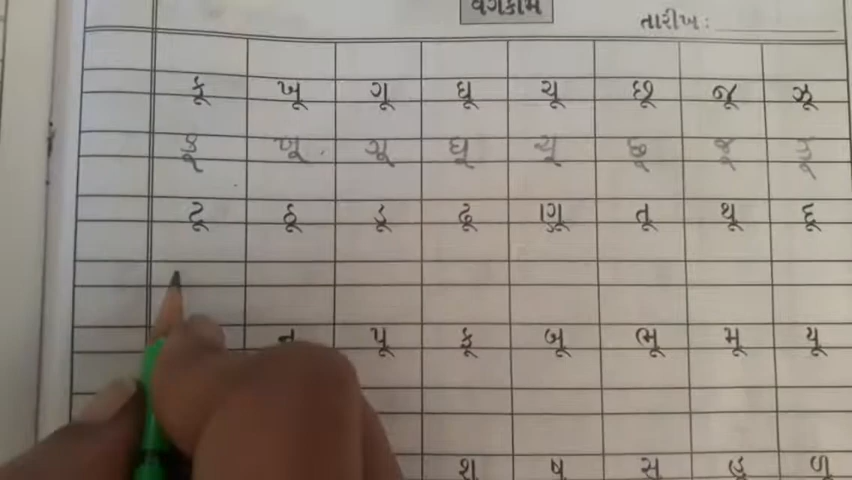 વર્ગકામ
તારીખ:
કૂ ખૂ ગૂ ઘૂ ચૂ છૂ જૂ ઝૂ
કૂ ખૂ ગૂ ઘૂ ચૂ છૂ જૂ ઝૂ
ટૂ ઠૂ ડૂ ઢૂ ણૂ તૂ થૂ દૂ
પૂ ફૂ બૂ ભૂ મૂ યૂ